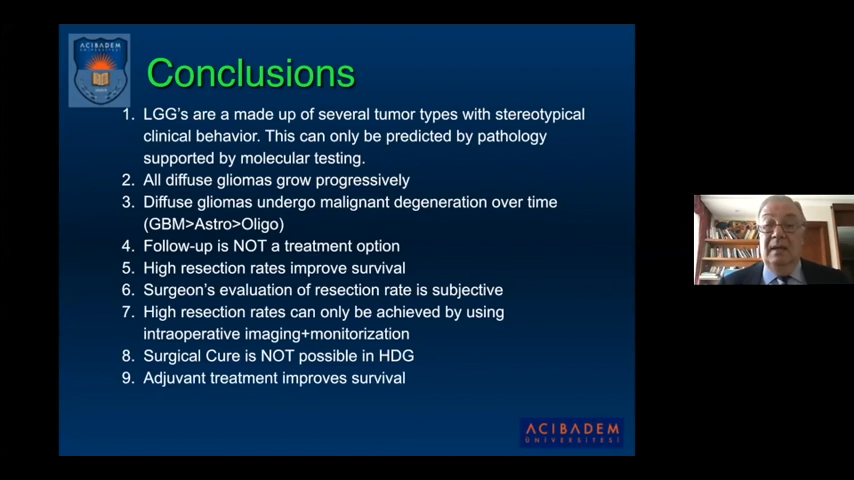 ACIBADEM
Conclusions
1. LGG's are a made up of several tumor types with stereotypical
clinical behavior. This can only be predicted by pathology
supported by molecular testing.
2. All diffuse gliomas grow progressively
3. Diffuse gliomas undergo malignant degeneration over time
(GBM>Astro>Oligo)
4. Follow-up is NOT a treatment option
5. High resection rates improve survival
6. Surgeon's evaluation of resection rate is subjective
7. High resection rates can only be achieved by using
intraoperative imaging+monitorization
8. Surgical Cure is NOT possible in HDG
9. Adjuvant treatment improves survival
ACIBADEM
ÜNİVERSİTESİ